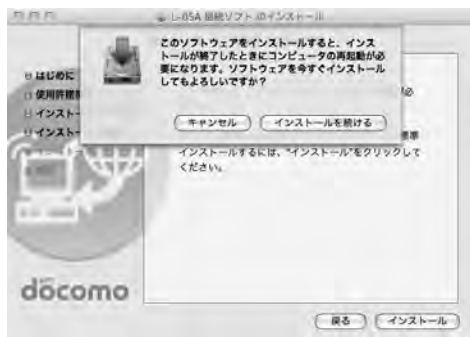 L-05A 接続ソフト のインストール
このソフトウェアをインストールすると、インス
トールが終了したときにコンピュータの再起動が必
要になります。ソフトウェアを今すぐインストール
してもよろしいですか？
キャンセル
インストールを続ける
はじめに
使用許諾
インスト
インスト
標準
インストールするには、"インストール"をクリックして
ください。
döcomo
戻る
インストール